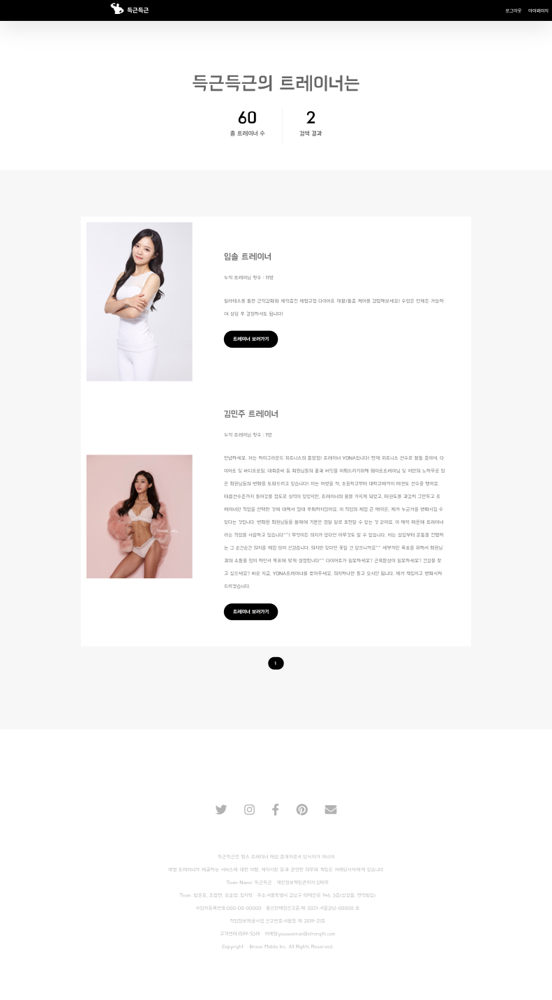 득근득근
로그아웃 마이페이지
득근득근의 트레이너는
60
총 트레이너 수
2
검색 결과
임솔 트레이너
누적 트레이닝 횟수 : 11명
필라테스를 통한 근력강화와 체력증진 체형교정 다이어트 재활/통증 케어를 경험해보세요! 수업은 언제든 가능하
며 상담 후 결정하셔도 됩니다!
트레이너 보러가기
김민주 트레이너
누적 트레이닝 횟수 : 1명
안녕하세요, 저는 하이그라운드 피트니스의 홍일점! 트레이너 YONA입니다! 현재 피트니스 선수로 활동 중이며, 다
이어트 및 바디프로필, 대회준비 등 회원님들의 꿈과 버킷을 이뤄드리기위해 웨이트트레이닝 및 저만의 노하우로 많
은 회원님들의 변화를 도와드리고 있습니다! 저는 어렸을 적, 초등학교부터 대학교때까지 태권도 선수를 했어요.
태릉선수촌까지 들어갔을 정도로 실력이 있었지만, 트레이너의 꿈을 가지게 되었고, 태권도를 과감히 그만두고 트
레이너란 직업을 선택한 것에 대해서 절대 후회하지않아요. 이 직업의 제일 큰 매력은, 제가 누군가를 변화시킬 수
있다는 것입니다. 변화된 회원님들을 볼때에 기분은 정말 말로 표현할 수 없는 것 같아요. 이 매력 때문에 트레이너
라는 직업을 사랑하고 있습니다^^! 무엇이든 의지가 없다면 아무것도 할 수 없습니다. 저는 상담부터 운동을 진행하
는 그 순간순간 의지를 제일 많이 신경씁니다. 의지만 있다면 못할 건 없으니까요^^ 세부적인 목표를 위해서 회원님
과의 소통을 많이 하면서 목표에 맞게 설정합니다^^ 다이어트가 필요하세요? 근육향상이 필요하세요? 건강을 찾
고 싶으세요? 바로 지금, YONA트레이너를 찾아주세요. 의지하나만 들고 오시면 됩니다. 제가 책임지고 변화시켜
드리겠습니다.
트레이너 보러가기
1
득근득근은 헬스 트레이너 매칭 중개자로서 당사자가 아니며
개별 트레이너가 제공하는 서비스에 대한 이행, 계약사항 등과 관련한 의무와 책임은 거래당사자에게 있습니다.
Team Name: 득근득근 개인정보책임관리자:김태우
주소:서울특별시 강남구 테헤란로 146, 3층(삼성동, 현익빌딩)
사업자등록번호:000-00-00000 통신판매업신고증:제 2021-서울강남-00000 호
직업정보제공사업 신고번호:서울청 제 2019-21호
고객센터:1599-5319 이메일:youwonman@strength.com
Copyright Brave Mobile Inc. All Rights Reserved.